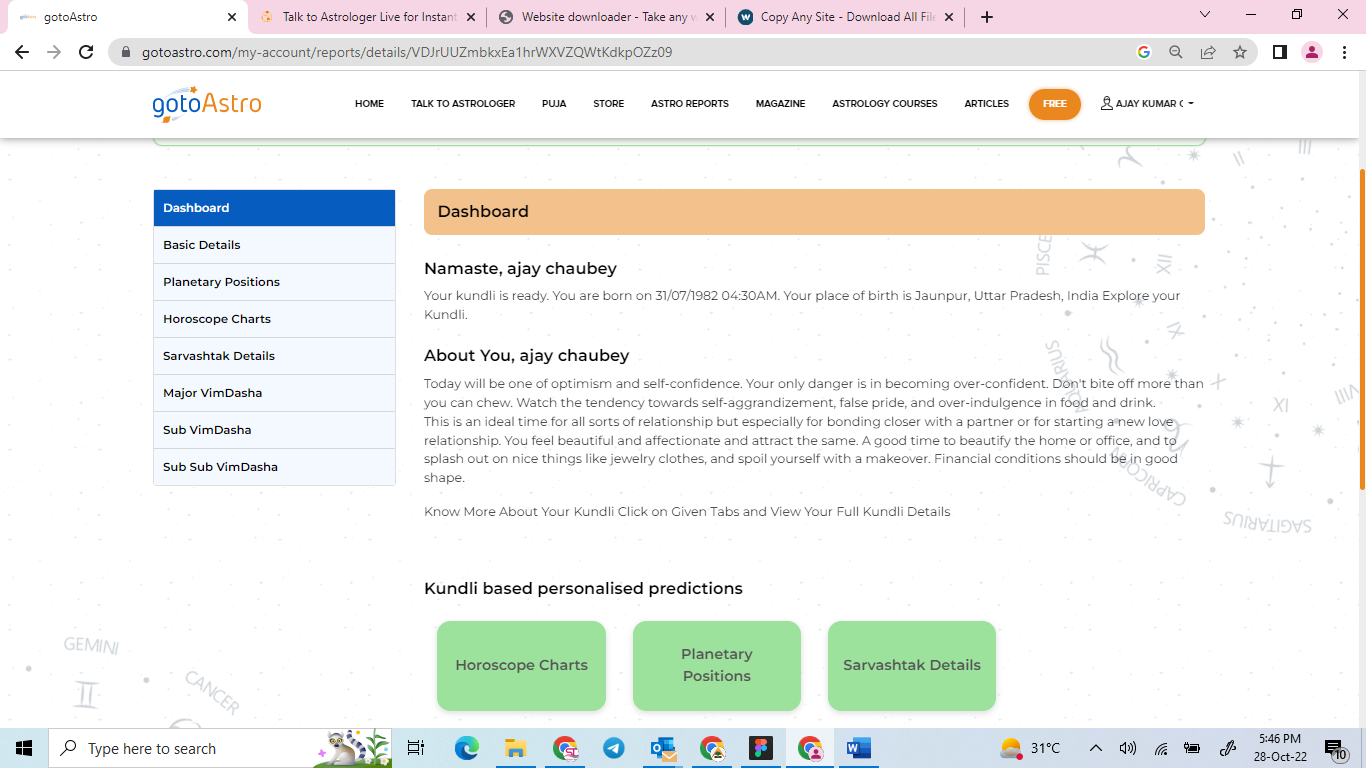 gotoAstro
Talk to Astrologer Live for Instant
Website downloader - Take any w
Copy Any Site - Download All File
gotoastro.com/my-account/reports/details/VDJrUUZmbkxEa1hrWXVZQWtKdkpOZz09
gotoAstro
HOME TALK TO ASTROLOGER PUJA STORE ASTRO REPORTS MAGAZINE ASTROLOGY COURSES ARTICLES FREE AJAY KUMAR C
Dashboard
Basic Details
Planetary Positions
Horoscope Charts
Sarvashtak Details
Major VimDasha
Sub VimDasha
Sub Sub VimDasha
Dashboard
Namaste, ajay chaubey
Your kundli is ready. You are born on 31/07/1982 04:30AM. Your place of birth is Jaunpur, Uttar Pradesh, India Explore your
Kundli.
About You, ajay chaubey
Today will be one of optimism and self-confidence. Your only danger is in becoming over-confident. Don't bite off more than
you can chew. Watch the tendency towards self-aggrandizement, false pride, and over-indulgence in food and drink.
This is an ideal time for all sorts of relationship but especially for bonding closer with a partner or for starting a new love
relationship. You feel beautiful and affectionate and attract the same. A good time to beautify the home or office, and to
splash out on nice things like jewelry clothes, and spoil yourself with a makeover. Financial conditions should be in good
shape.
Know More About Your Kundli Click on Given Tabs and View Your Full Kundli Details
Kundli based personalised predictions
Horoscope Charts
Planetary
Positions
Sarvashtak Details
PISCE
IX
AQUARIUS
XI
CAPRICORN
SAGITARIUS
GEMINI
CANCER
Type here to search
31°C
5:46 PM
28-Oct-22
10